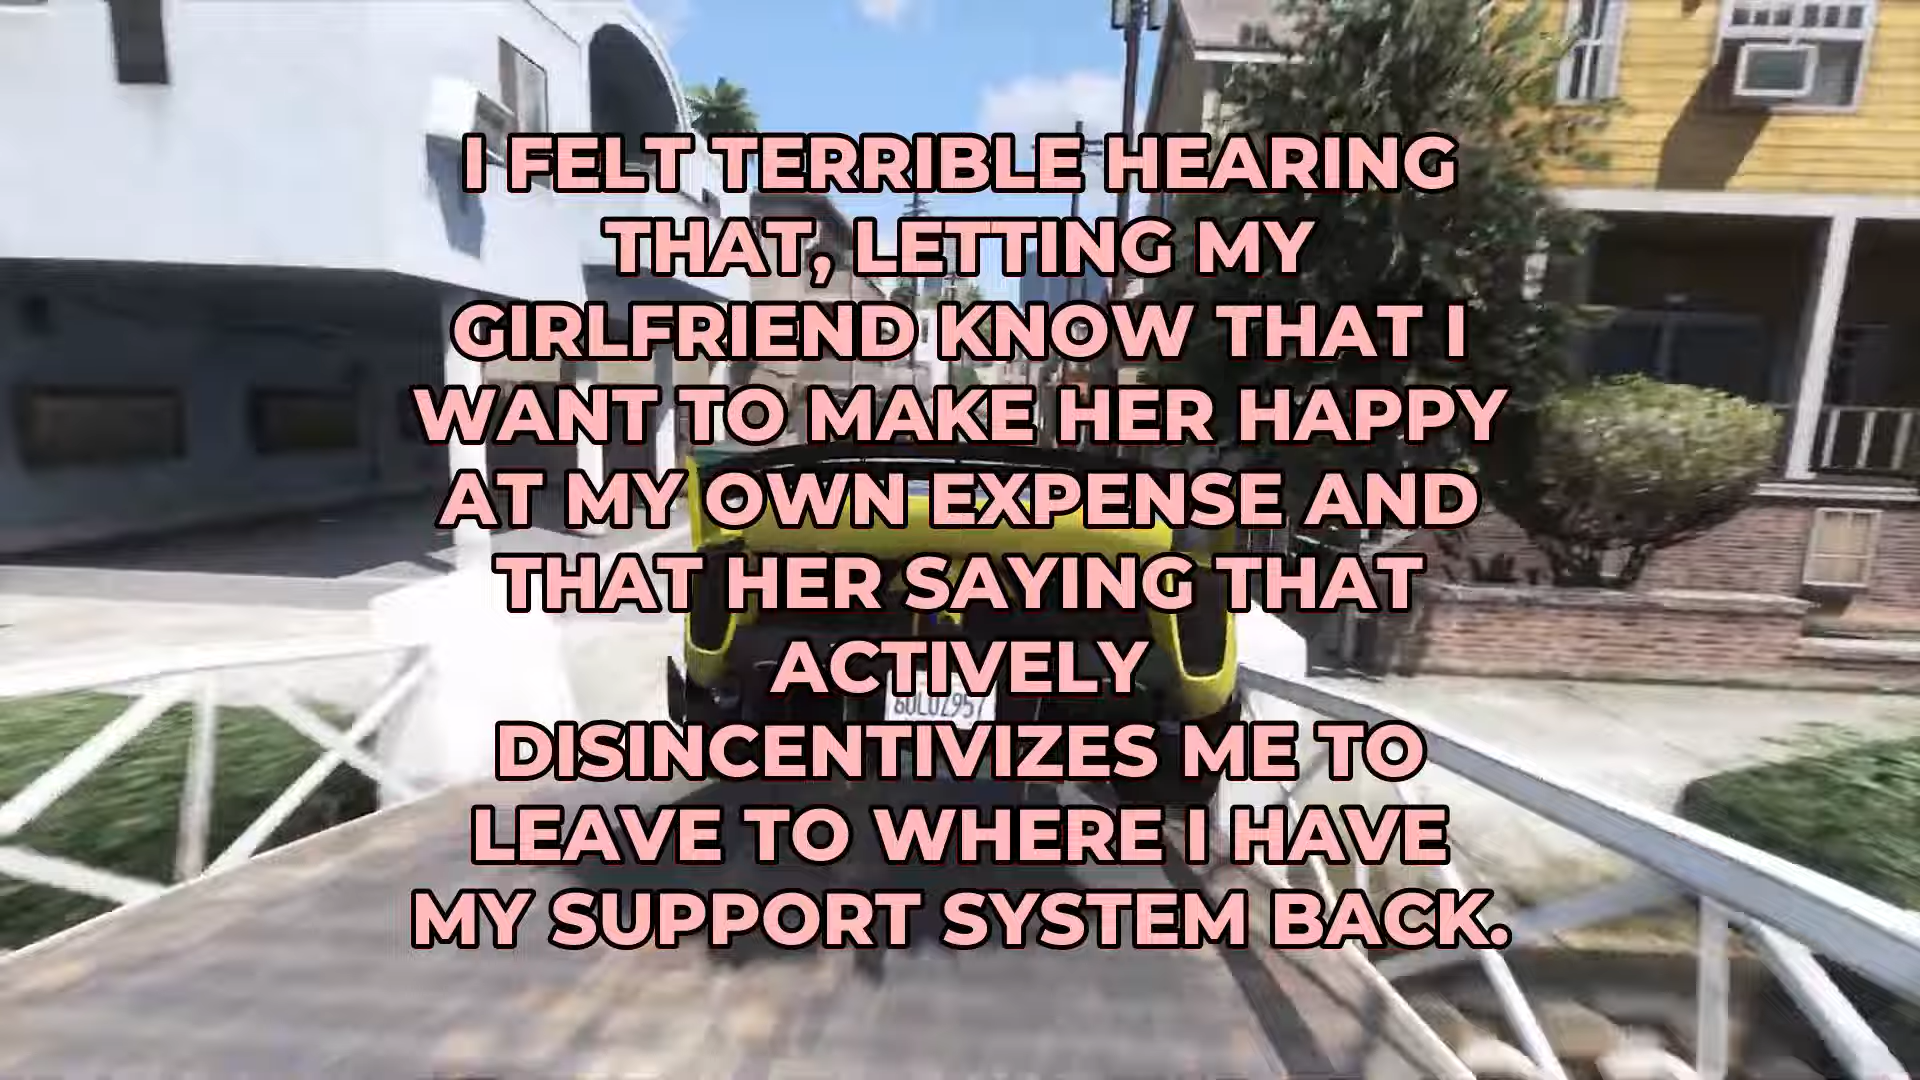 I FELT TERRIBLE HEARING
THAT, LETTING MY
GIRLFRIEND KNOW THAT I
WANT TO MAKE HER HAPPY
AT MY OWN EXPENSE AND
THAT HER SAYING THAT
ACTIVELY
DISINCENTIVIZES ME TO
LEAVE TO WHERE I HAVE
MY SUPPORT SYSTEM BACK.